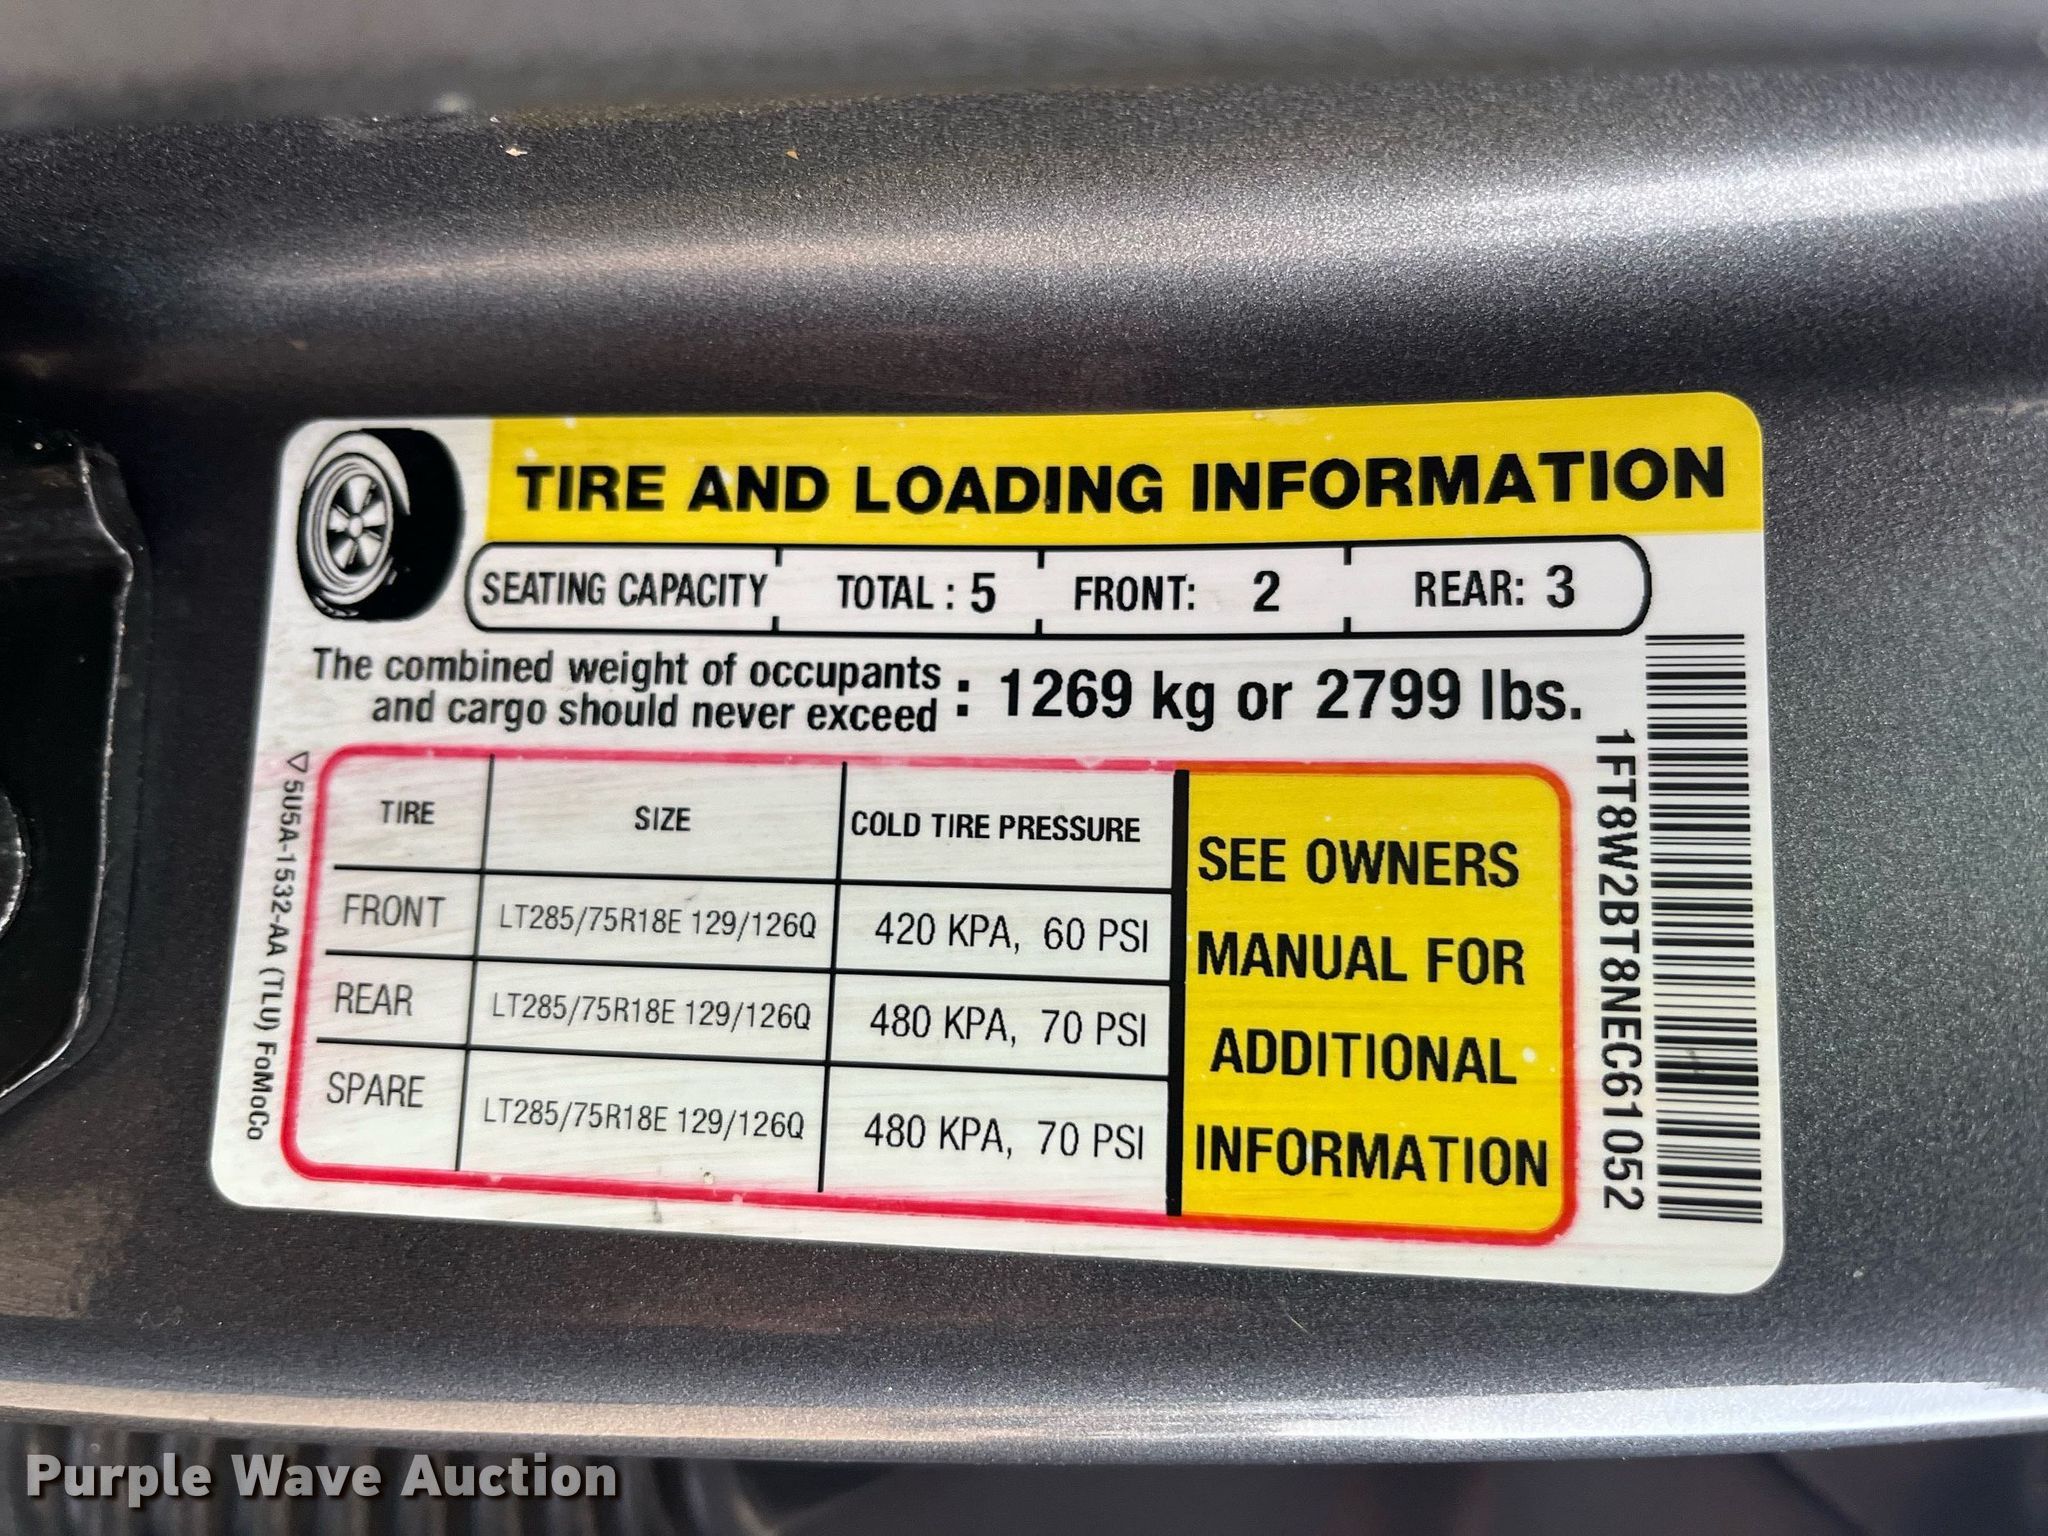 TIRE AND LOADING INFORMATION
SEATING CAPACITY TOTAL : 5 FRONT: 2 REAR: 3
The combined weight of occupants
and cargo should never exceed : 1269 kg or 2799 lbs.
TIRE SIZE COLD TIRE PRESSURE
FRONT LT285/75R18E 129/126Q 420 KPA, 60 PSI
REAR LT285/75R18E 129/126Q 480 KPA, 70 PSI
SPARE LT285/75R18E 129/126Q 480 KPA, 70 PSI
SEE OWNERS
MANUAL FOR
ADDITIONAL
INFORMATION
1FT8W2BT8NEC61052
5U5A-1532-AA (TLU) FoMoCo
Purple Wave Auction